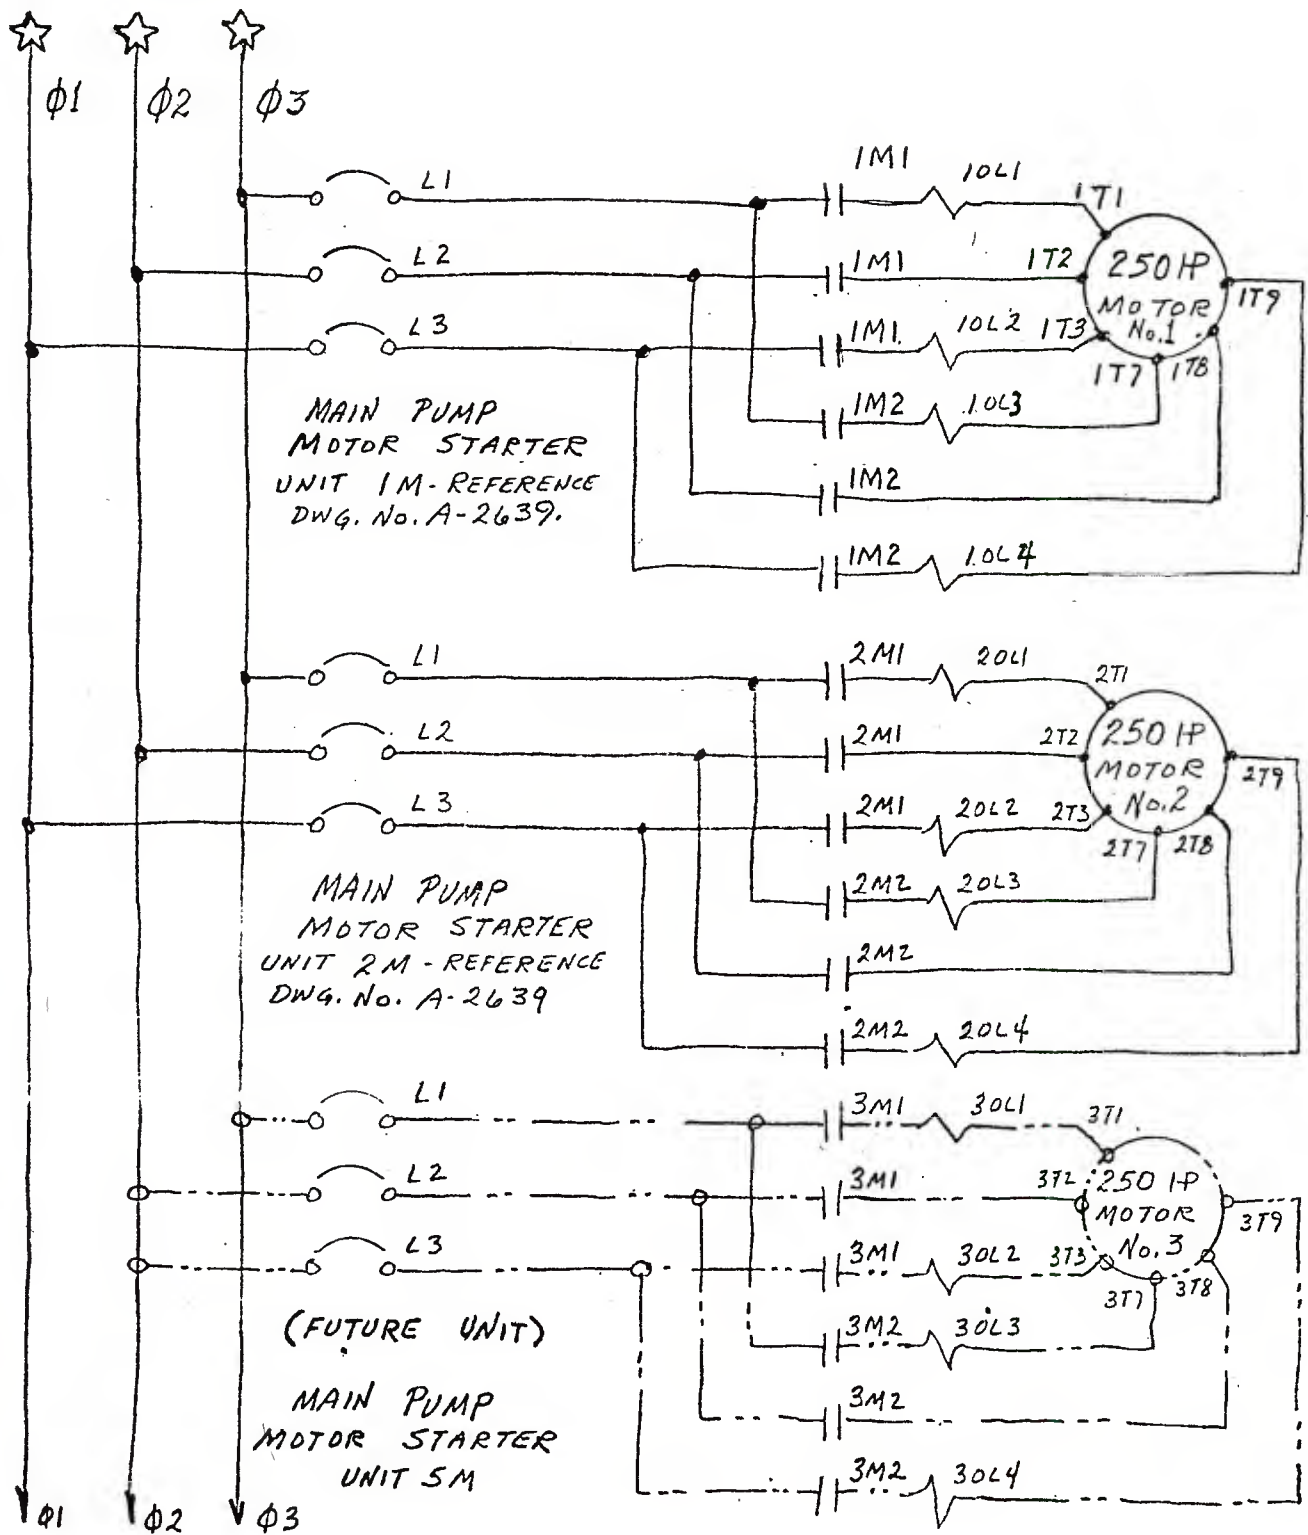 φ1
φ2
φ3
L1
1M1
1OL1
1T1
L2
1M1
1T2
250 HP
MOTOR
No.1
1T9
L3
1M1
1OL2
1T3
1T7
1T8
1M2
1OL3
MAIN PUMP
MOTOR STARTER
UNIT 1M-REFERENCE
DWG. No. A-2639.
1M2
1M2
1OL4
L1
2M1
2OL1
2T1
L2
2M1
2T2
250 HP
MOTOR
No.2
2T9
L3
2M1
2OL2
2T3
2T7
2T8
2M2
2OL3
MAIN PUMP
MOTOR STARTER
UNIT 2M-REFERENCE
DWG. No. A-2639
2M2
2M2
2OL4
L1
3M1
3OL1
3T1
L2
3M1
3T2
250 HP
MOTOR
No.3
3T9
L3
3M1
3OL2
3T3
3T7
3T8
3M2
3OL3
(FUTURE UNIT)
MAIN PUMP
MOTOR STARTER
UNIT 5M
3M2
3M2
3OL4
φ1
φ2
φ3